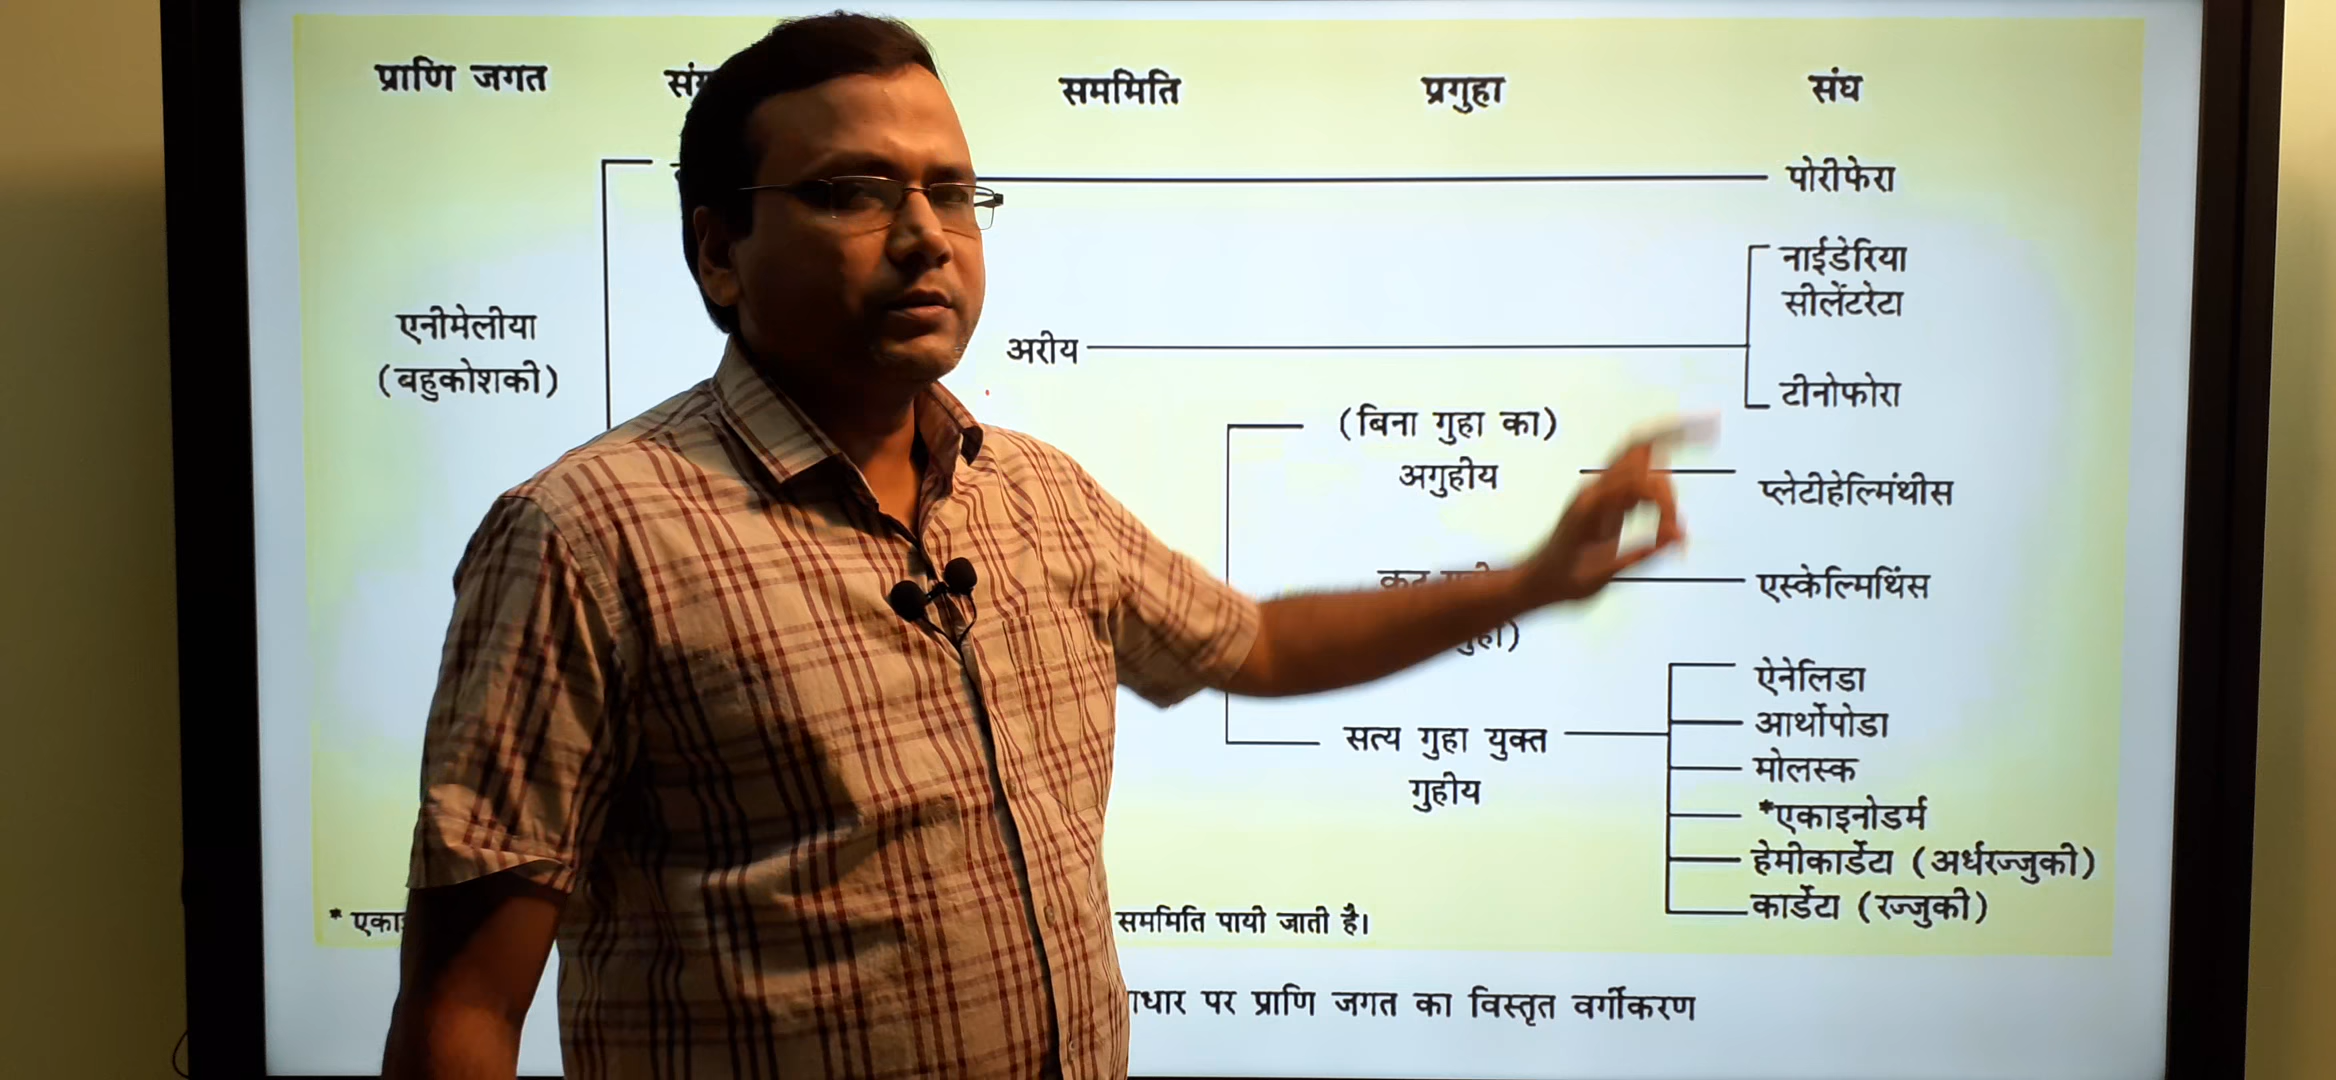 प्राणि जगत
सममिति
प्रगुहा
संघ
पोरीफेरा
नाईडेरिया
सीलेंटरेटा
एनीमेलीया
(बहुकोशकी)
अरीय
टीनोफोरा
(बिना गुहा का)
अगुहीय
प्लेटीहेल्मिंथीस
एस्केल्मिथिंस
ऐनेलिडा
आर्थोपोडा
सत्य गुहा युक्त
गुहीय
मोलस्क
*एकाइनोडर्म
हेमीकार्डेटा (अर्धरज्जुकी)
कार्डेटा (रज्जुकी)
सममिति पायी जाती है।
पर प्राणि जगत का विस्तृत वर्गीकरण